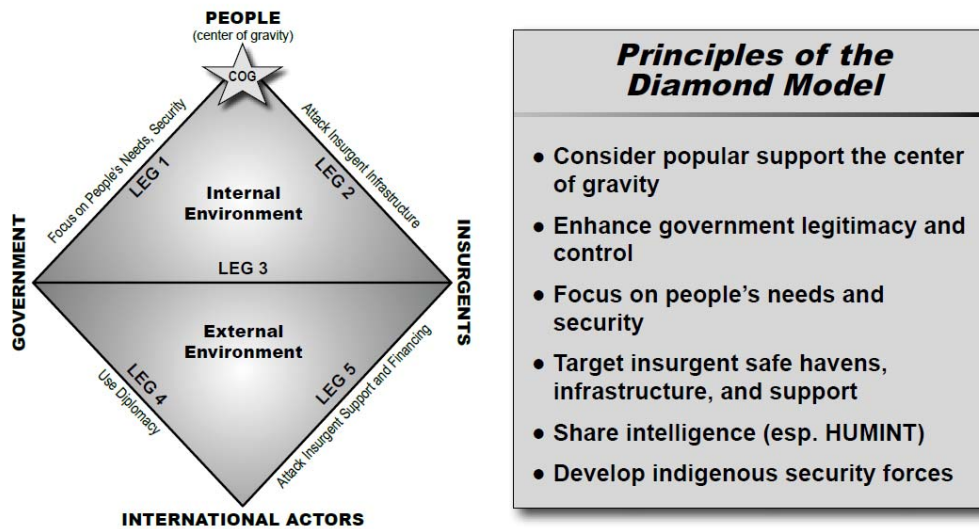 PEOPLE
(center of gravity)
COG
Focus on People's Needs, Security
LEG 1
Attack Insurgent Infrastructure
LEG 2
Internal
Environment
GOVERNMENT
LEG 3
INSURGENTS
External
Environment
LEG 4
Use Diplomacy
LEG 5
Attack Insurgent Support and Financing
INTERNATIONAL ACTORS
Principles of the
Diamond Model
● Consider popular support the center
of gravity
● Enhance government legitimacy and
control
● Focus on people's needs and
security
● Target insurgent safe havens,
infrastructure, and support
● Share intelligence (esp. HUMINT)
● Develop indigenous security forces